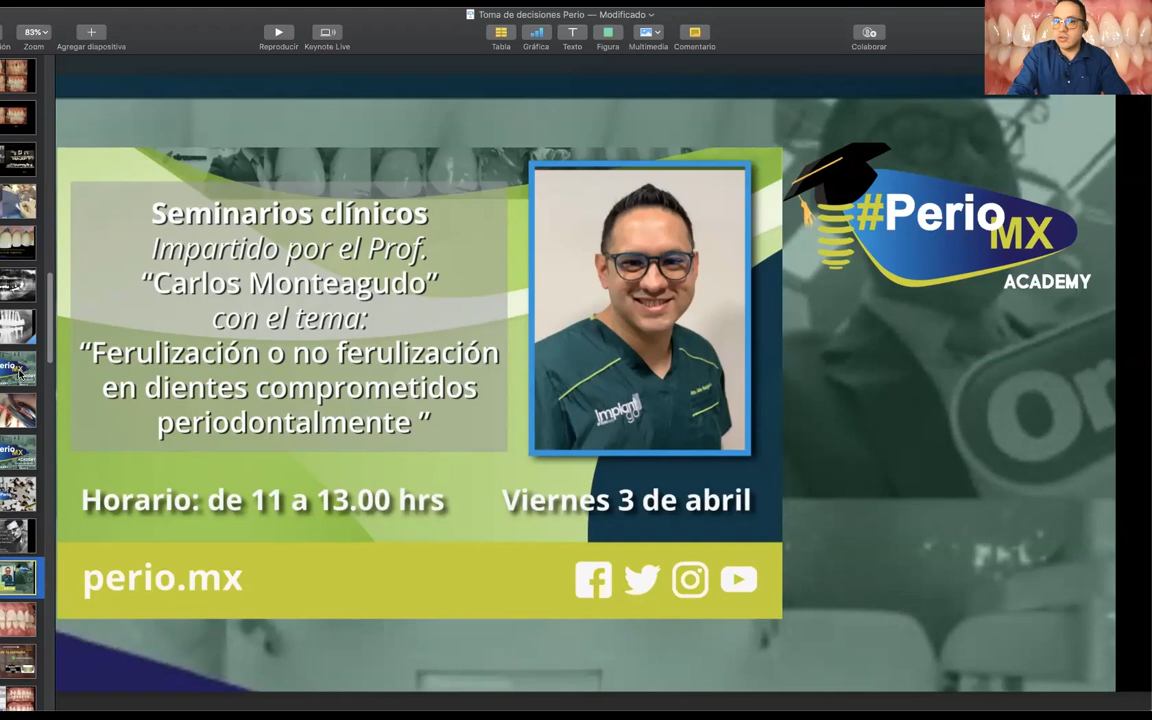 Toma de decisiones Perio — Modificado
83%
Zoom
Agregar diapositiva
Reproducir
Keynote Live
Tabla
Gráfica
Texto
Figura
Multimedia
Comentario
Colaborar
Seminarios clínicos
Impartido por el Prof.
“Carlos Monteagudo”
con el tema:
“Ferulización o no ferulización
en dientes comprometidos
periodontalmente ”
Horario: de 11 a 13.00 hrs
Viernes 3 de abril
perio.mx
#Perio
MX
ACADEMY